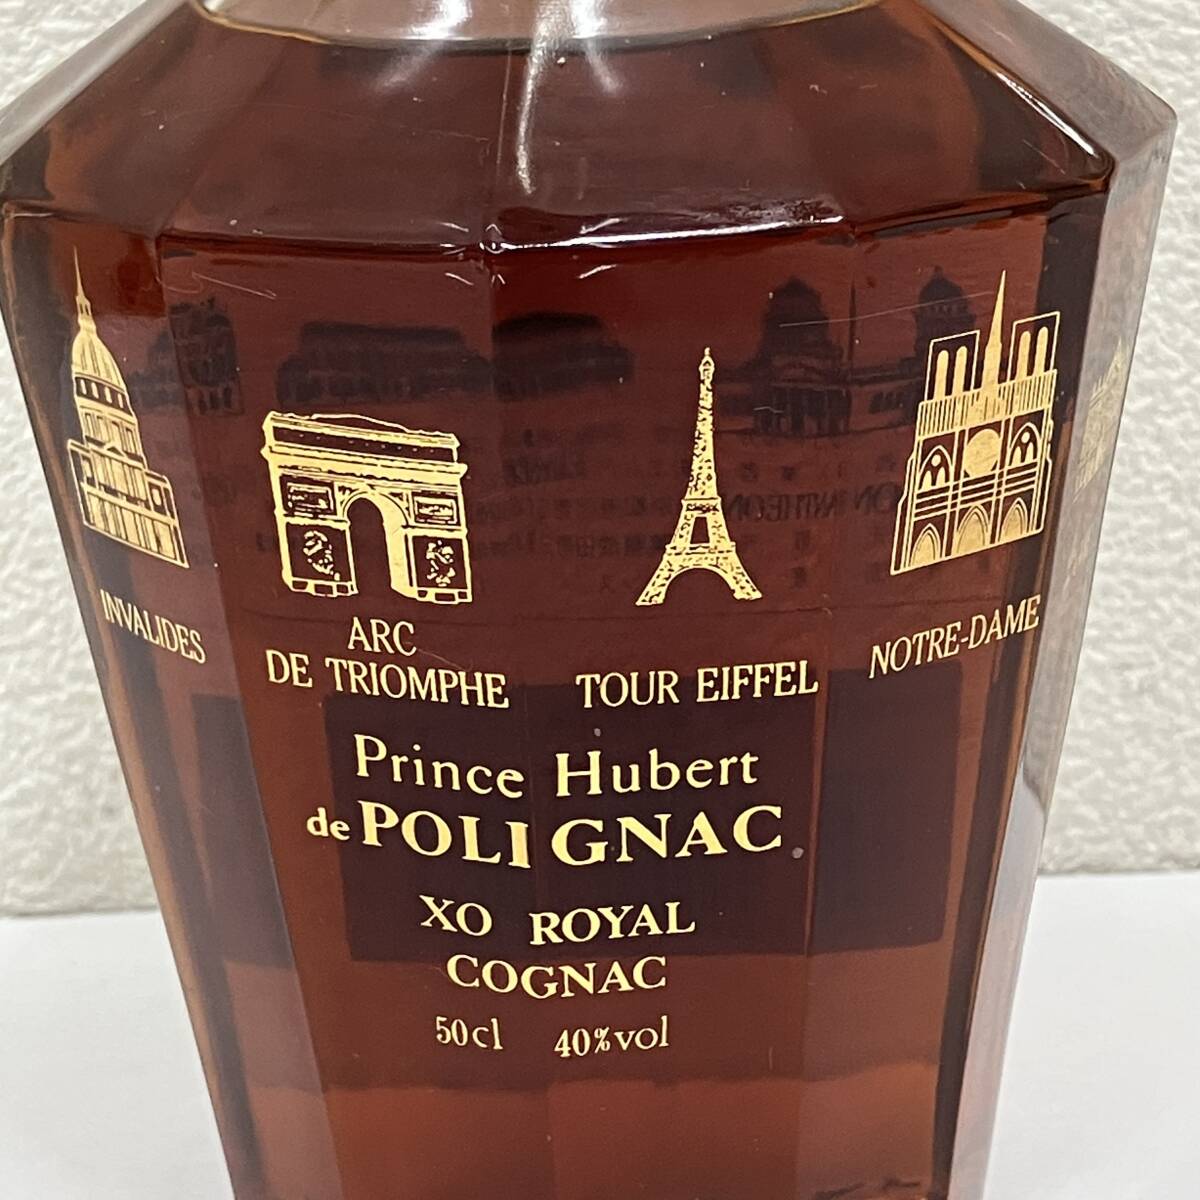 INVALIDES
ARC
DE TRIOMPHE
TOUR EIFFEL
NOTRE-DAME
Prince Hubert
de POLIGNAC
XO ROYAL
COGNAC
50cl 40%vol